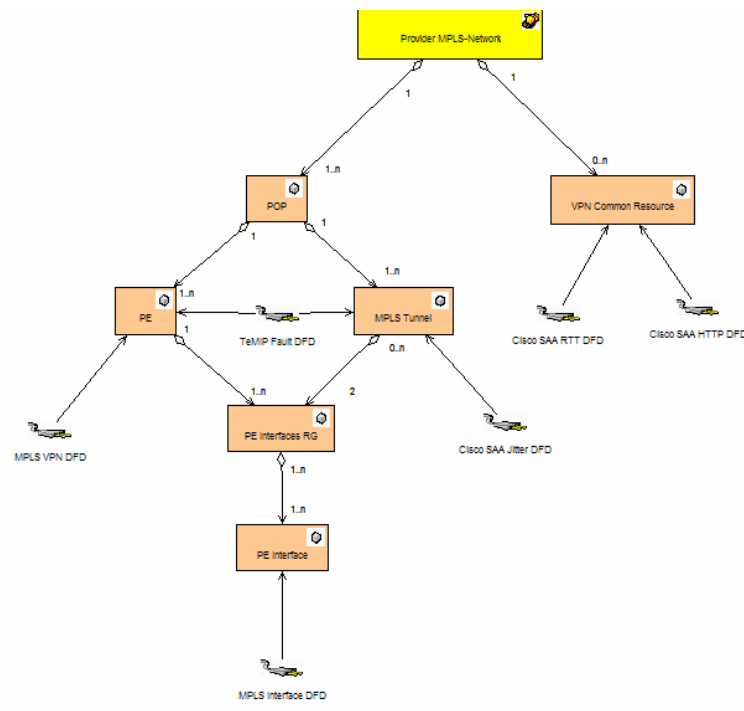 Provider MPLS-Network
1
1
1..n
0..n
POP
VPN Common Resource
1
1
1..n
1..n
PE
TeMIP Fault DFD
MPLS Tunnel
Cisco SAA RTT DFD
Cisco SAA HTTP DFD
1
0..n
1..n
2
PE Interfaces RG
MPLS VPN DFD
Cisco SAA Jitter DFD
1..n
1..n
PE Interface
MPLS Interface DFD